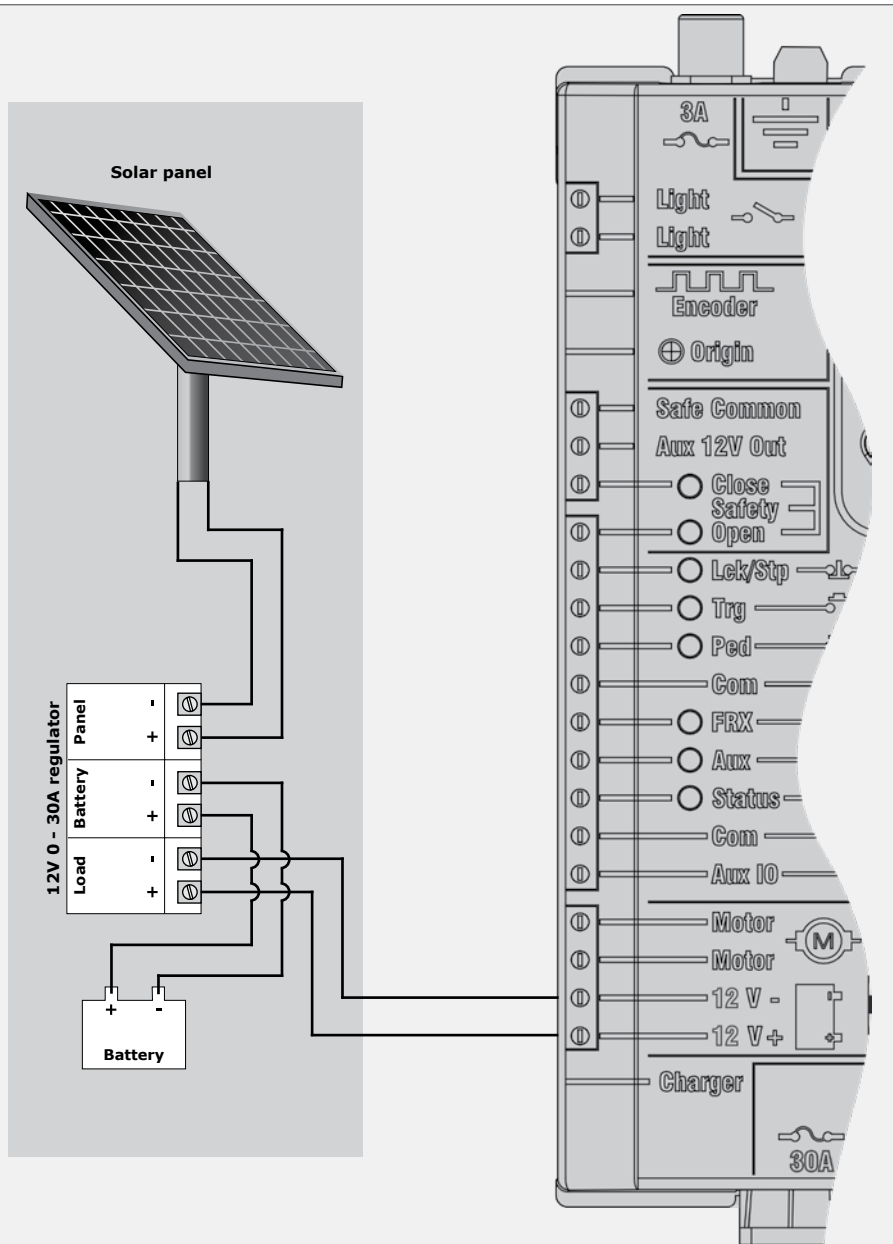 Solar panel
12V 0 - 30A regulator
Panel
-
+
Battery
-
+
Load
-
+
+ -
Battery
3A
Light
Light
Encoder
Origin
Safe Common
Aux 12V Out
Close
Safety
Open
Lck/Stp
Trg
Ped
Com
FRX
Aux
Status
Com
Aux IO
Motor
M
Motor
12 V -
12 V +
Charger
30A